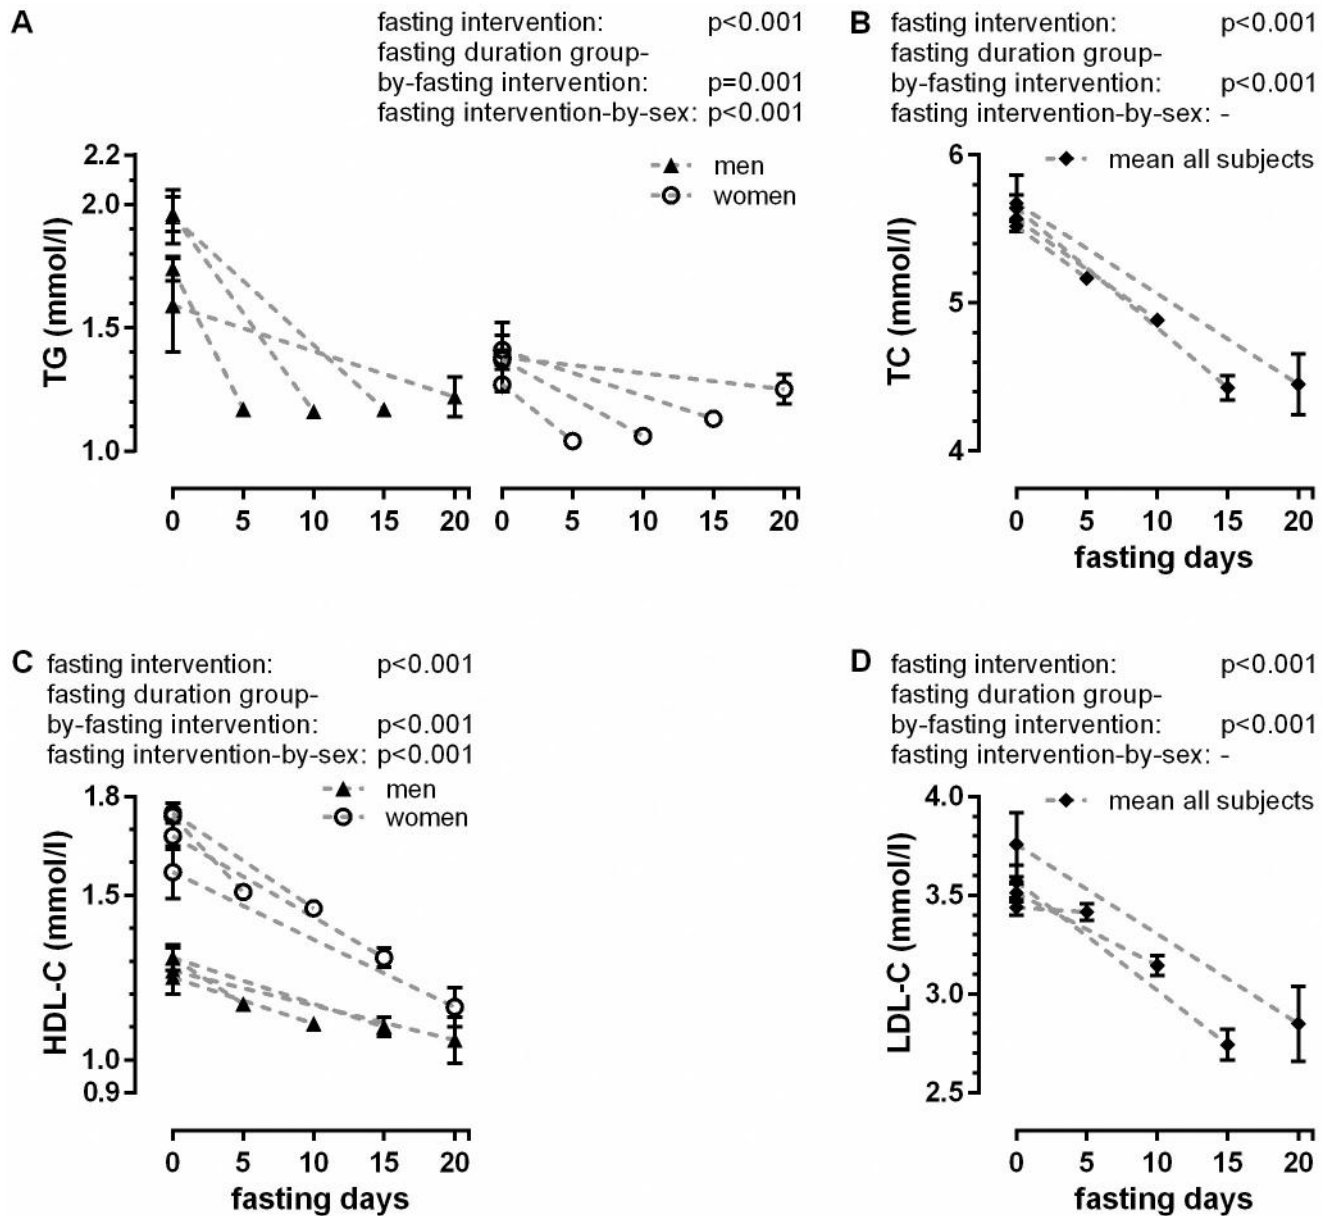 A
fasting intervention: p<0.001
fasting duration group-
by-fasting intervention: p=0.001
fasting intervention-by-sex: p<0.001
men
women
TG (mmol/l)
2.2
2.0
1.5
1.0
0 5 10 15 20
0 5 10 15 20
B
fasting intervention: p<0.001
fasting duration group-
by-fasting intervention: p<0.001
fasting intervention-by-sex: -
mean all subjects
TC (mmol/l)
6
5
4
0 5 10 15 20
fasting days
C
fasting intervention: p<0.001
fasting duration group-
by-fasting intervention: p<0.001
fasting intervention-by-sex: p<0.001
men
women
HDL-C (mmol/l)
1.8
1.5
1.0
0.9
0 5 10 15 20
fasting days
D
fasting intervention: p<0.001
fasting duration group-
by-fasting intervention: p<0.001
fasting intervention-by-sex: -
mean all subjects
LDL-C (mmol/l)
4.0
3.5
3.0
2.5
0 5 10 15 20
fasting days